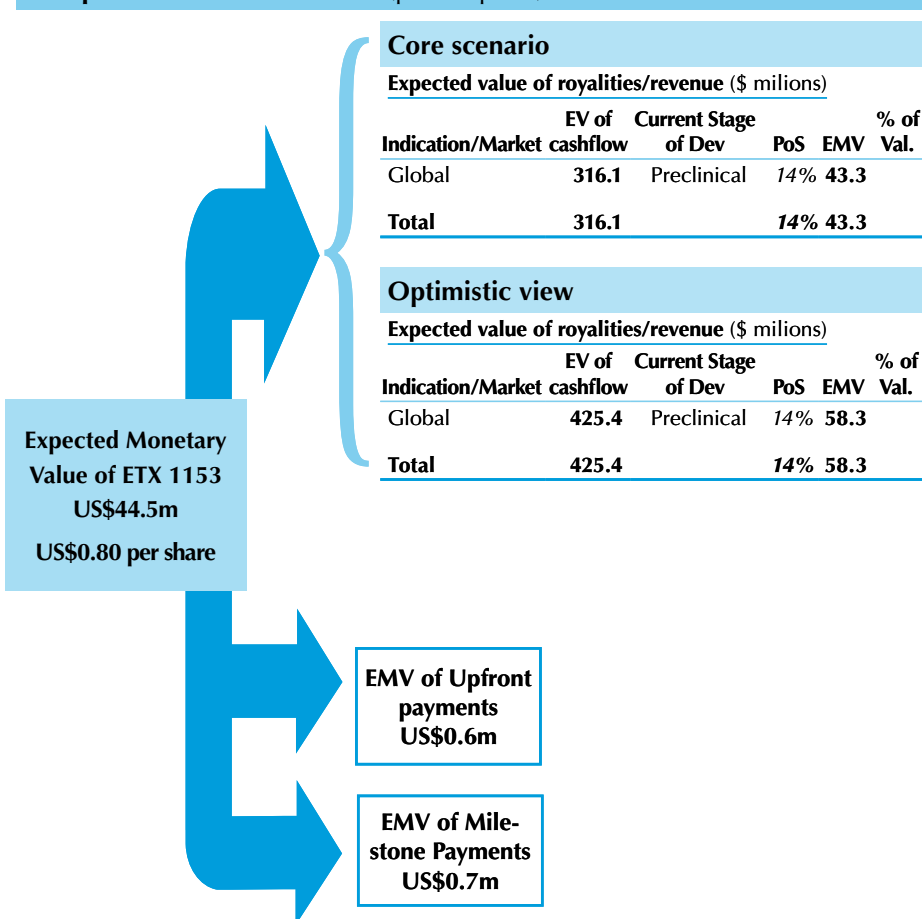 Core scenario
Expected value of royalities/revenue ($ milions)
EV of Current Stage % of
Indication/Market cashflow of Dev PoS EMV Val.
Global 316.1 Preclinical 14% 43.3
Total 316.1 14% 43.3
Optimistic view
Expected value of royalities/revenue ($ milions)
EV of Current Stage % of
Indication/Market cashflow of Dev PoS EMV Val.
Global 425.4 Preclinical 14% 58.3
Total 425.4 14% 58.3
Expected Monetary
Value of ETX 1153
US$44.5m
US$0.80 per share
EMV of Upfront
payments
US$0.6m
EMV of Mile-
stone Payments
US$0.7m